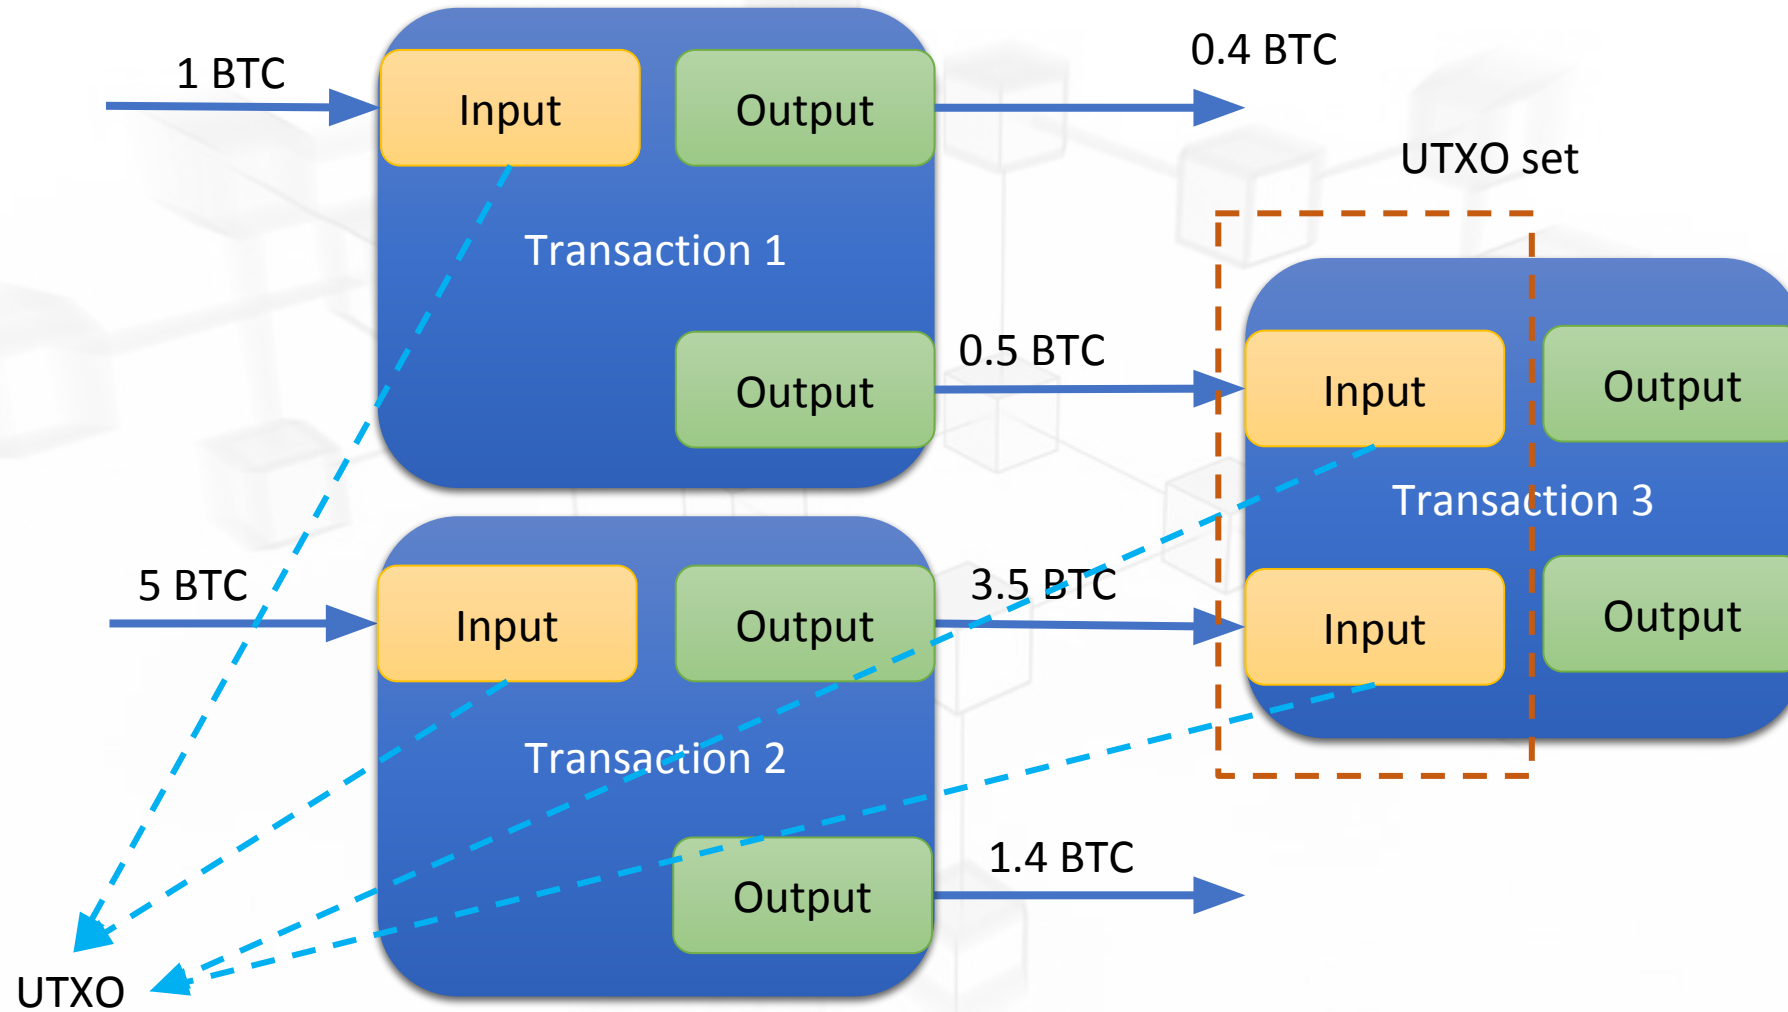 1 BTC
Input
Output
0.4 BTC
UTXO set
Transaction 1
Output
0.5 BTC
Input
Output
Transaction 3
5 BTC
Input
Output
3.5 BTC
Input
Output
Transaction 2
Output
1.4 BTC
UTXO